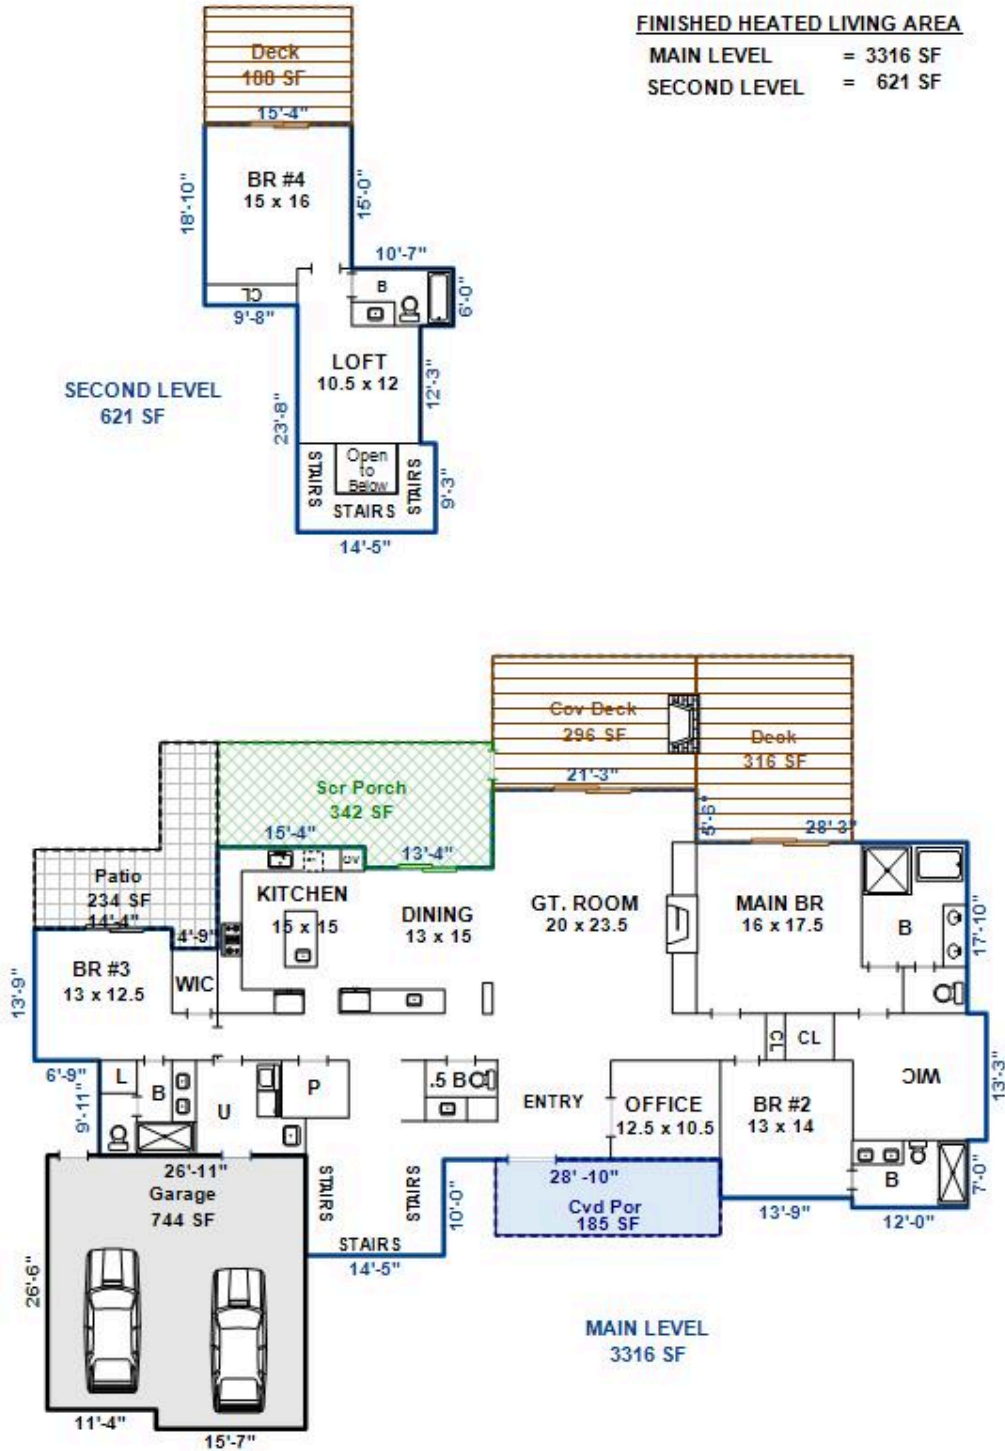 FINISHED HEATED LIVING AREA
MAIN LEVEL = 3316 SF
SECOND LEVEL = 621 SF
Deck
188 SF
15'-4"
BR #4
15 x 16
18'-10"
15'-0"
10'-7"
B
6'-0"
CL
9'-8"
LOFT
10.5 x 12
12'-3"
SECOND LEVEL
621 SF
23'-8"
STAIRS
Open
to
Below
STAIRS
STAIRS
9'-3"
14'-5"
Cov Deck
296 SF
21'-3"
Deck
316 SF
5'-6"
28'-3"
Scr Porch
342 SF
15'-4"
13'-4"
Patio
234 SF
14'-4"
4'-9"
OV
KITCHEN
15 x 15
DINING
13 x 15
GT. ROOM
20 x 23.5
MAIN BR
16 x 17.5
B
17'-10"
BR #3
13 x 12.5
WIC
13'-9"
CL
CL
WIC
13'-3"
6'-9"
9'-11"
L
B
U
P
.5 B
ENTRY
OFFICE
12.5 x 10.5
BR #2
13 x 14
B
7'-0"
26'-11"
Garage
744 SF
STAIRS
STAIRS
STAIRS
10'-0"
14'-5"
28'-10"
Cvd Por
185 SF
13'-9"
12'-0"
26'-6"
MAIN LEVEL
3316 SF
11'-4"
15'-7"